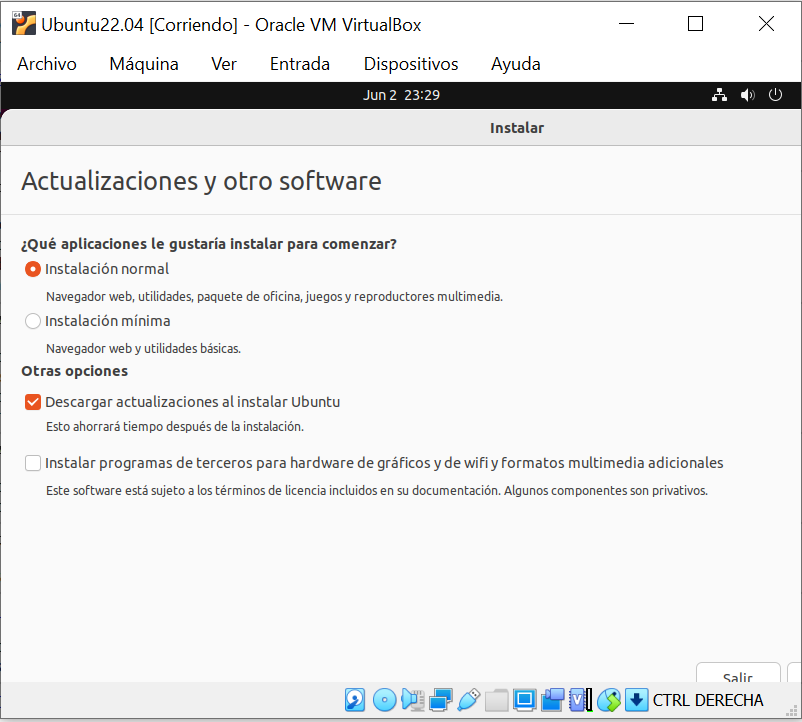 Ubuntu22.04 [Corriendo] - Oracle VM VirtualBox
Archivo Máquina Ver Entrada Dispositivos Ayuda
Jun 2 23:29
Instalar
Actualizaciones y otro software
¿Qué aplicaciones le gustaría instalar para comenzar?
Instalación normal
Navegador web, utilidades, paquete de oficina, juegos y reproductores multimedia.
Instalación mínima
Navegador web y utilidades básicas.
Otras opciones
Descargar actualizaciones al instalar Ubuntu
Esto ahorrará tiempo después de la instalación.
Instalar programas de terceros para hardware de gráficos y de wifi y formatos multimedia adicionales
Este software está sujeto a los términos de licencia incluidos en su documentación. Algunos componentes son privativos.
Salir
CTRL DERECHA